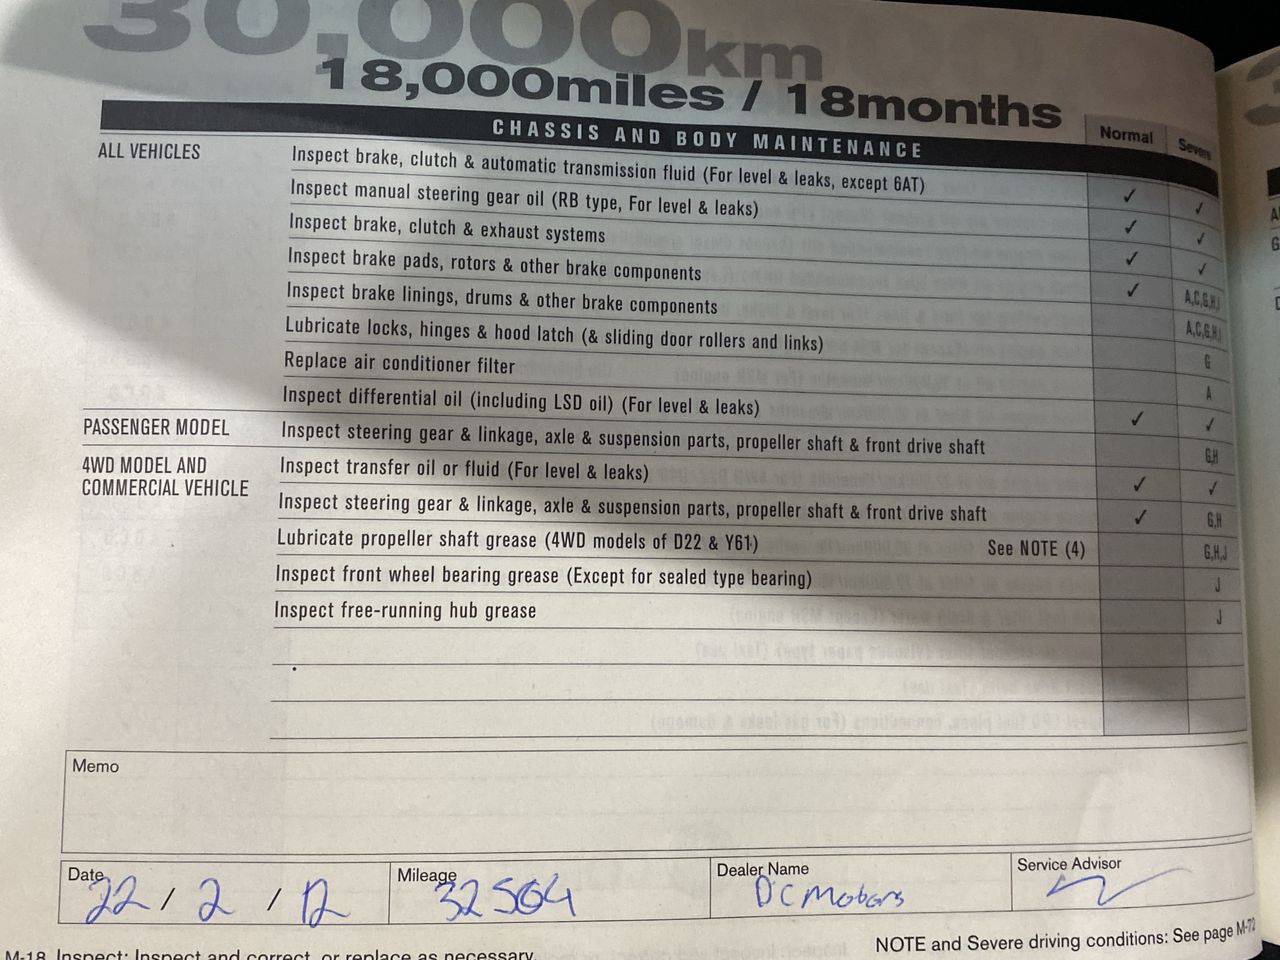 30,000km
18,000miles / 18months
CHASSIS AND BODY MAINTENANCE Normal Severe
ALL VEHICLES Inspect brake, clutch & automatic transmission fluid (For level & leaks, except 6AT) ✓ ✓
Inspect manual steering gear oil (RB type, For level & leaks) ✓ ✓
Inspect brake, clutch & exhaust systems ✓ ✓
Inspect brake pads, rotors & other brake components ✓ A,C,G,H,I
Inspect brake linings, drums & other brake components A,C,G,H,I
Lubricate locks, hinges & hood latch (& sliding door rollers and links) G
Replace air conditioner filter A
Inspect differential oil (including LSD oil) (For level & leaks) ✓ ✓
PASSENGER MODEL Inspect steering gear & linkage, axle & suspension parts, propeller shaft & front drive shaft G,H
4WD MODEL AND Inspect transfer oil or fluid (For level & leaks) ✓ ✓
COMMERCIAL VEHICLE Inspect steering gear & linkage, axle & suspension parts, propeller shaft & front drive shaft ✓ G,H
Lubricate propeller shaft grease (4WD models of D22 & Y61) See NOTE (4) G,H,J
Inspect front wheel bearing grease (Except for sealed type bearing) J
Inspect free-running hub grease J
Memo
Date Mileage Dealer Name Service Advisor
22 / 2 / 12 32504 DC Motors
M-18 Inspect: Inspect and correct or replace as necessary. NOTE and Severe driving conditions: See page M-72